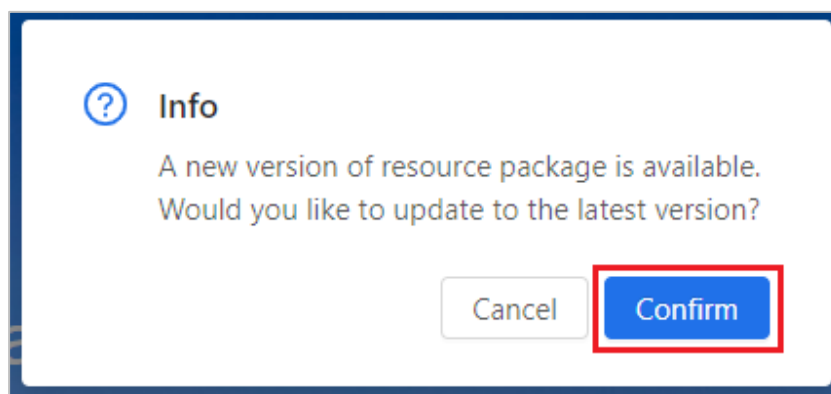 Info
A new version of resource package is available.
Would you like to update to the latest version?
Cancel Confirm